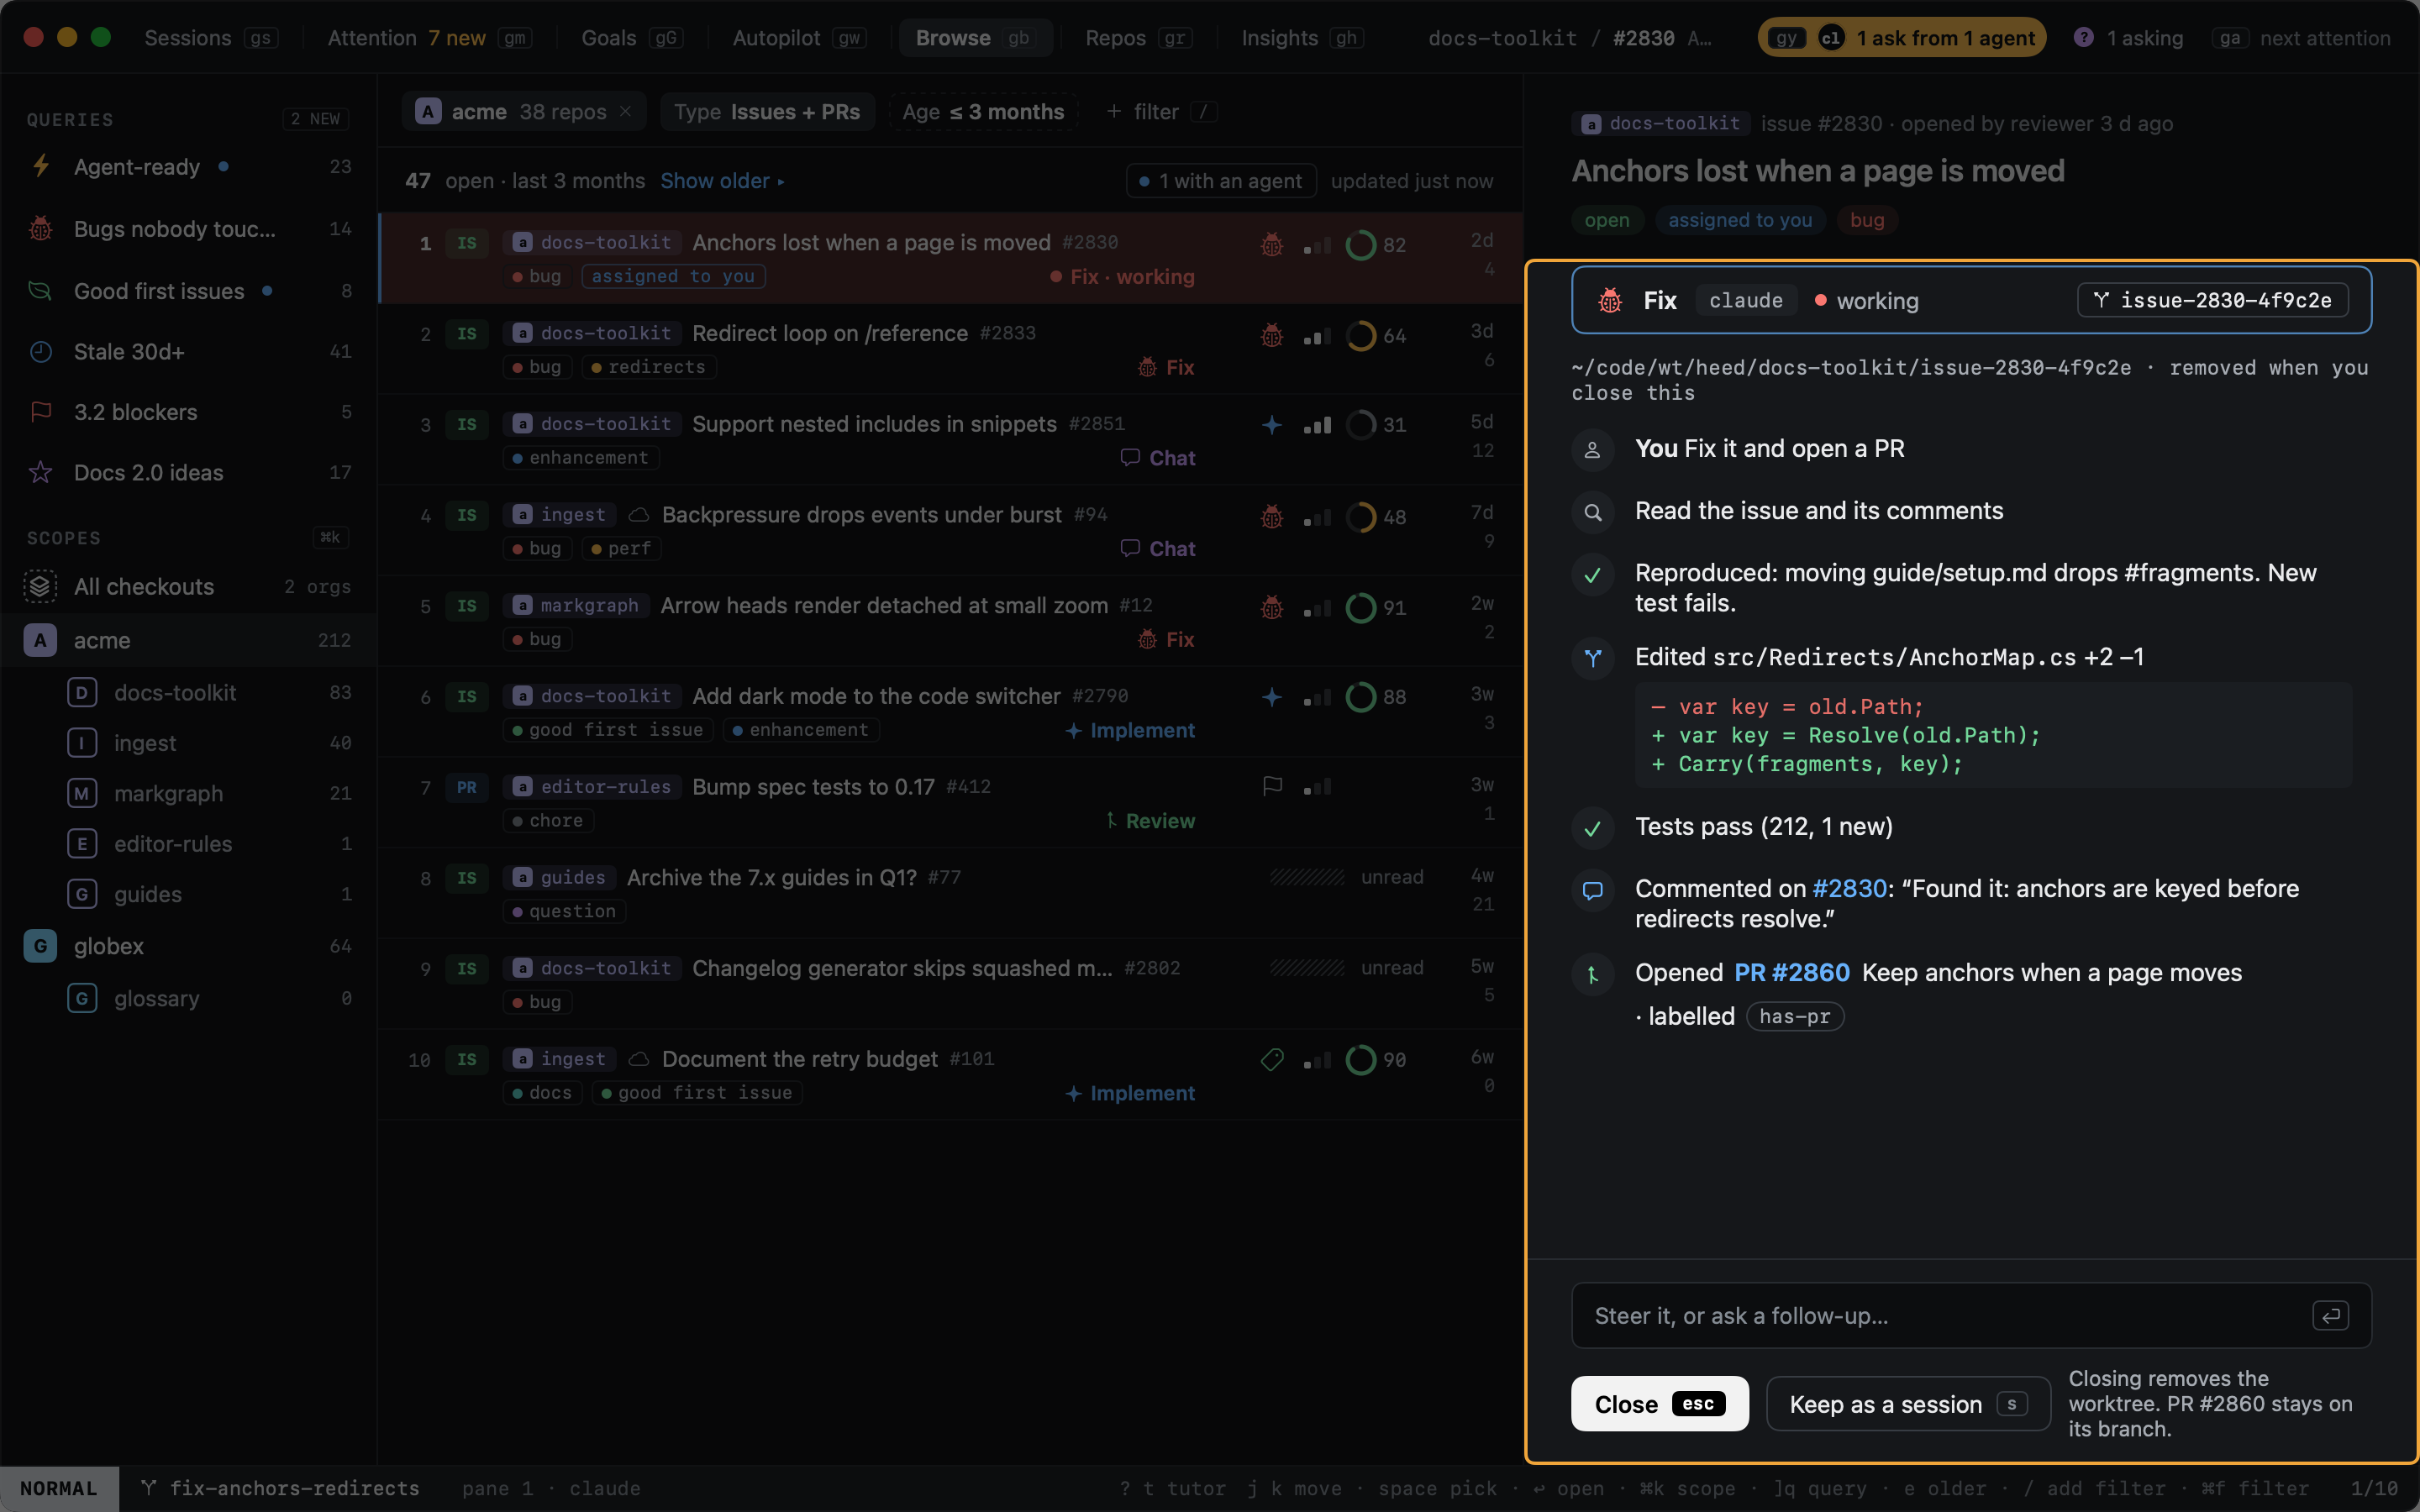 Sessions gs Attention 7 new gm Goals gG Autopilot gw Browse gb Repos gr Insights gh docs-toolkit / #2830 A… gy cl 1 ask from 1 agent ? 1 asking ga next attention
QUERIES 2 NEW
Agent-ready 23
Bugs nobody touc… 14
Good first issues 8
Stale 30d+ 41
3.2 blockers 5
Docs 2.0 ideas 17
SCOPES ⌘k
All checkouts 2 orgs
A acme 212
D docs-toolkit 83
I ingest 40
M markgraph 21
E editor-rules 1
G guides 1
G globex 64
G glossary 0
A acme 38 repos × Type Issues + PRs Age ≤ 3 months + filter /
47 open · last 3 months Show older ▸ 1 with an agent updated just now
1 IS a docs-toolkit Anchors lost when a page is moved #2830 82 2d
bug assigned to you Fix · working 4
2 IS a docs-toolkit Redirect loop on /reference #2833 64 3d
bug redirects Fix 6
3 IS a docs-toolkit Support nested includes in snippets #2851 31 5d
enhancement Chat 12
4 IS a ingest Backpressure drops events under burst #94 48 7d
bug perf Chat 9
5 IS a markgraph Arrow heads render detached at small zoom #12 91 2w
bug Fix 2
6 IS a docs-toolkit Add dark mode to the code switcher #2790 88 3w
good first issue enhancement Implement 3
7 PR a editor-rules Bump spec tests to 0.17 #412 3w
chore Review 1
8 IS a guides Archive the 7.x guides in Q1? #77 unread 4w
question 21
9 IS a docs-toolkit Changelog generator skips squashed m… #2802 unread 5w
bug 5
10 IS a ingest Document the retry budget #101 90 6w
docs good first issue Implement 0
a docs-toolkit issue #2830 · opened by reviewer 3 d ago
Anchors lost when a page is moved
open assigned to you bug
Fix claude working issue-2830-4f9c2e
~/code/wt/heed/docs-toolkit/issue-2830-4f9c2e · removed when you
close this
You Fix it and open a PR
Read the issue and its comments
Reproduced: moving guide/setup.md drops #fragments. New
test fails.
Edited src/Redirects/AnchorMap.cs +2 −1
− var key = old.Path;
+ var key = Resolve(old.Path);
+ Carry(fragments, key);
Tests pass (212, 1 new)
Commented on #2830: “Found it: anchors are keyed before
redirects resolve.”
Opened PR #2860 Keep anchors when a page moves
· labelled has-pr
Steer it, or ask a follow-up…
Close esc Keep as a session s
Closing removes the
worktree. PR #2860 stays on
its branch.
NORMAL fix-anchors-redirects pane 1 · claude ? t tutor j k move · space pick · ↩ open · ⌘k scope · ]q query · e older · / add filter · ⌘f filter 1/10